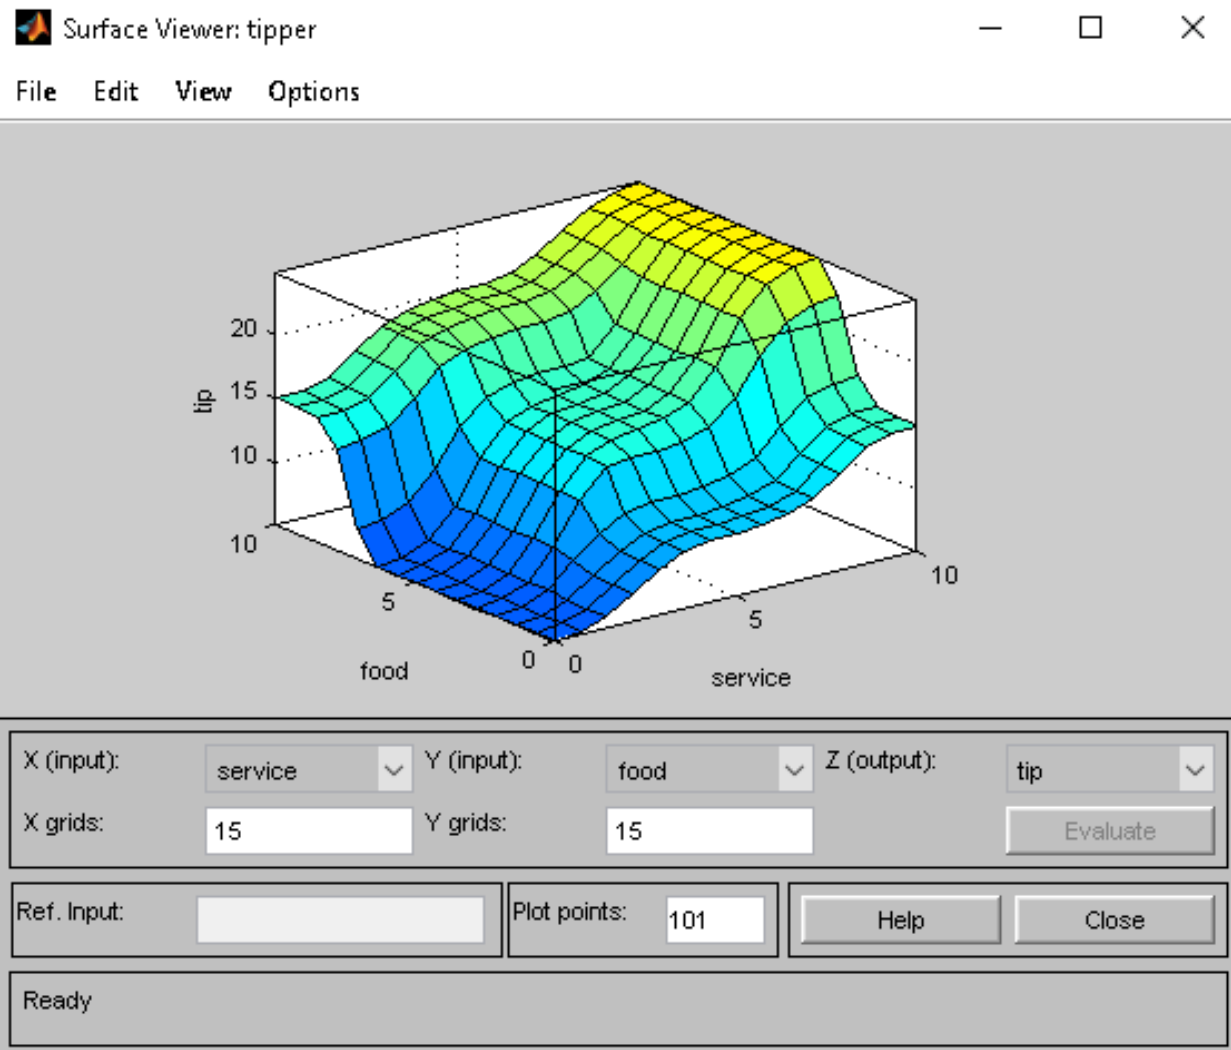 Surface Viewer: tipper
File Edit View Options
20
15
10
tip
10
5
0
food
0
5
10
service
X (input): service Y (input): food Z (output): tip
X grids: 15 Y grids: 15 Evaluate
Ref. Input: Plot points: 101 Help Close
Ready